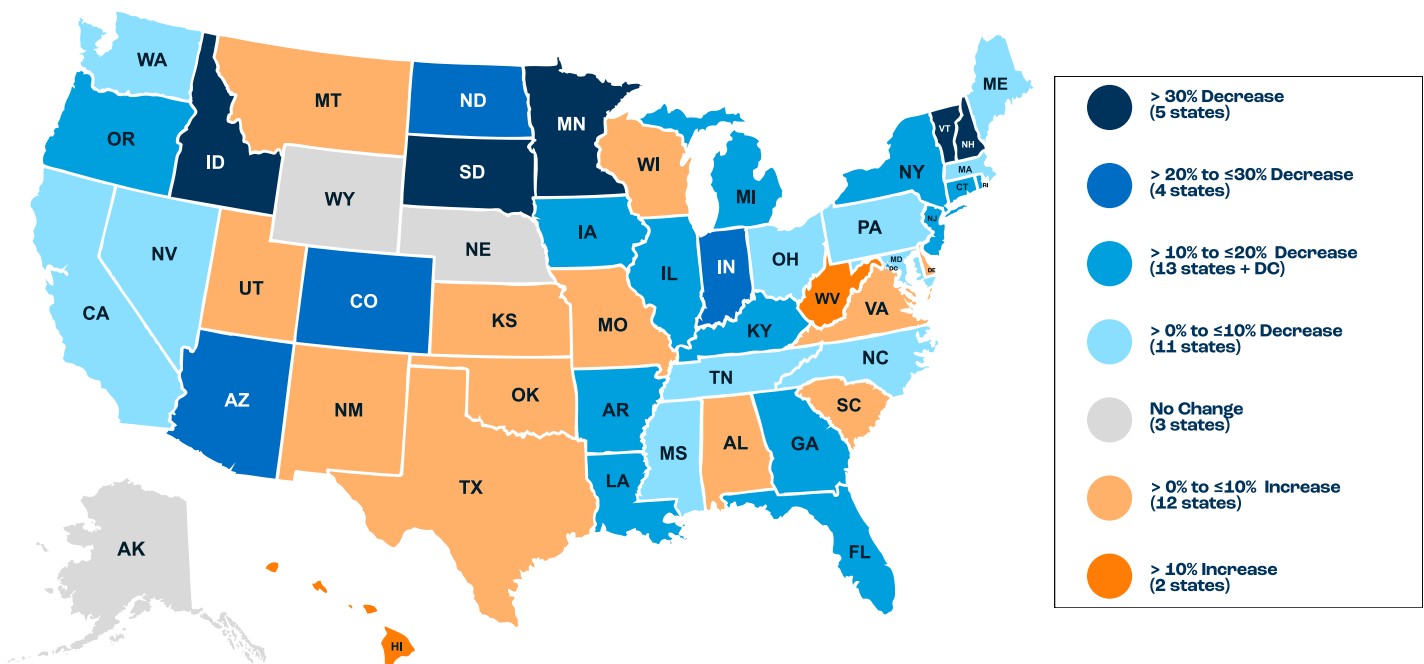 WA
MT
ND
MN
OR
ID
SD
WI
WY
MI
NY
VT
NH
ME
MA
CT
RI
NV
NE
IA
PA
NJ
UT
CO
IL
IN
OH
MD
DC
DE
CA
KS
MO
WV
VA
KY
AZ
NM
OK
AR
TN
NC
SC
MS
AL
GA
TX
LA
FL
AK
HI
> 30% Decrease
(5 states)
> 20% to ≤30% Decrease
(4 states)
> 10% to ≤20% Decrease
(13 states + DC)
> 0% to ≤10% Decrease
(11 states)
No Change
(3 states)
> 0% to ≤10% Increase
(12 states)
> 10% Increase
(2 states)